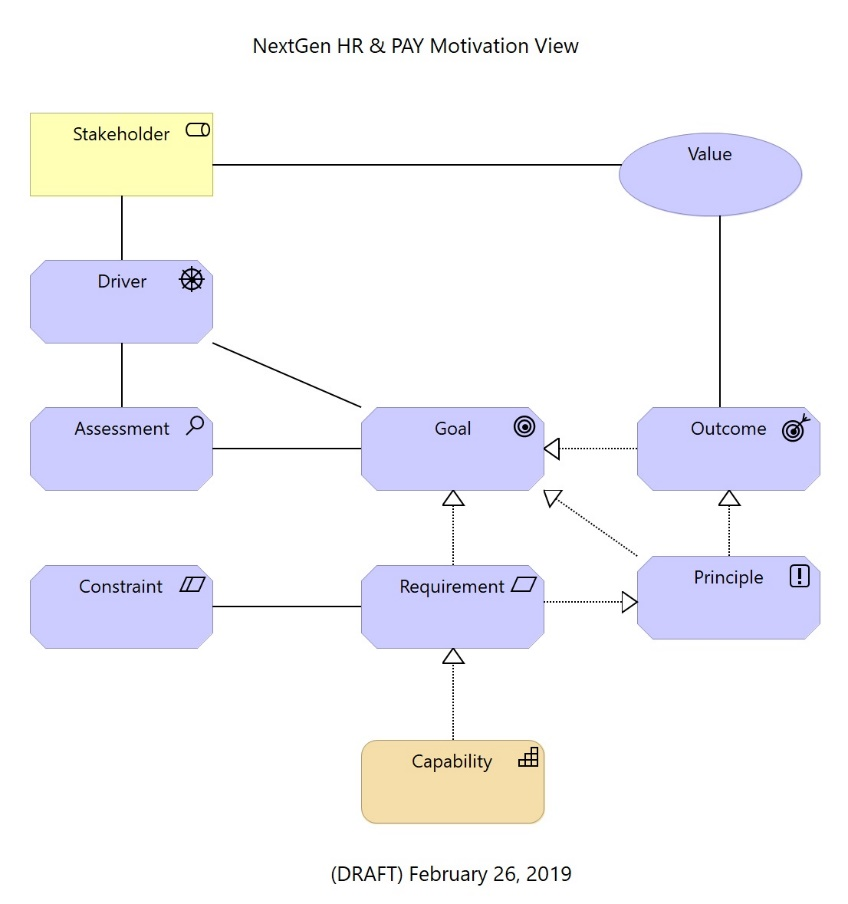 NextGen HR & PAY Motivation View
Stakeholder
Value
Driver
Assessment
Goal
Outcome
Constraint
Requirement
Principle
Capability
(DRAFT) February 26, 2019